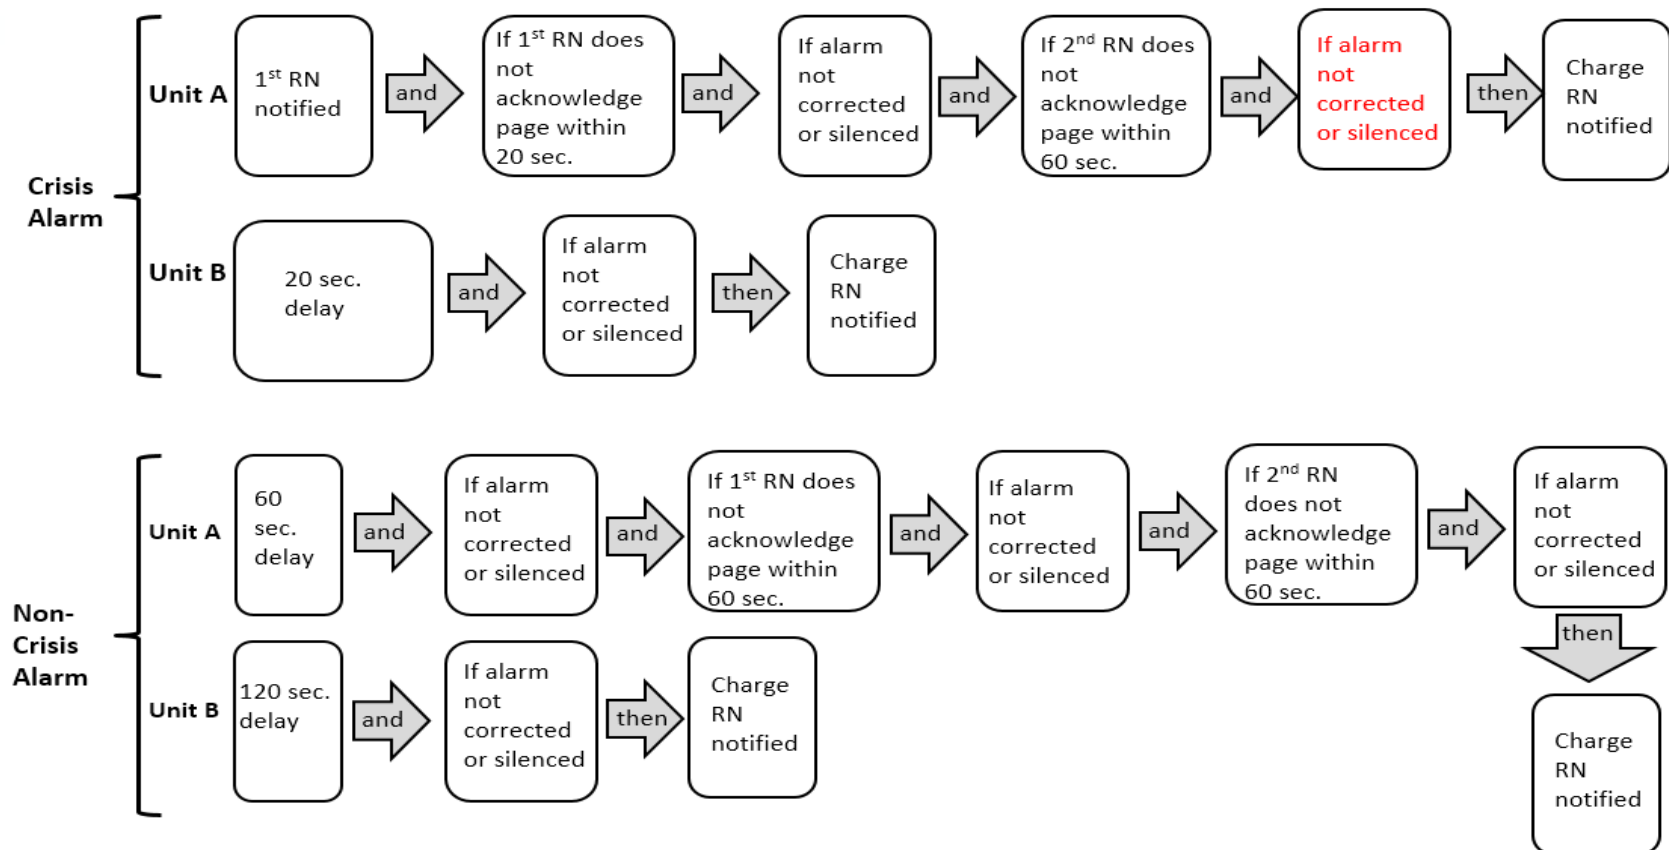 Crisis
Alarm
Unit A
1st RN
notified
and
If 1st RN does
not
acknowledge
page within
20 sec.
and
If alarm
not
corrected
or silenced
and
If 2nd RN does
not
acknowledge
page within
60 sec.
and
If alarm
not
corrected
or silenced
then
Charge
RN
notified
Unit B
20 sec.
delay
and
If alarm
not
corrected
or silenced
then
Charge
RN
notified
Non-
Crisis
Alarm
Unit A
60
sec.
delay
and
If alarm
not
corrected
or silenced
and
If 1st RN does
not
acknowledge
page within
60 sec.
and
If alarm
not
corrected
or silenced
and
If 2nd RN
does not
acknowledge
page within
60 sec.
and
If alarm
not
corrected
or silenced
then
Charge
RN
notified
Unit B
120 sec.
delay
and
If alarm
not
corrected
or silenced
then
Charge
RN
notified